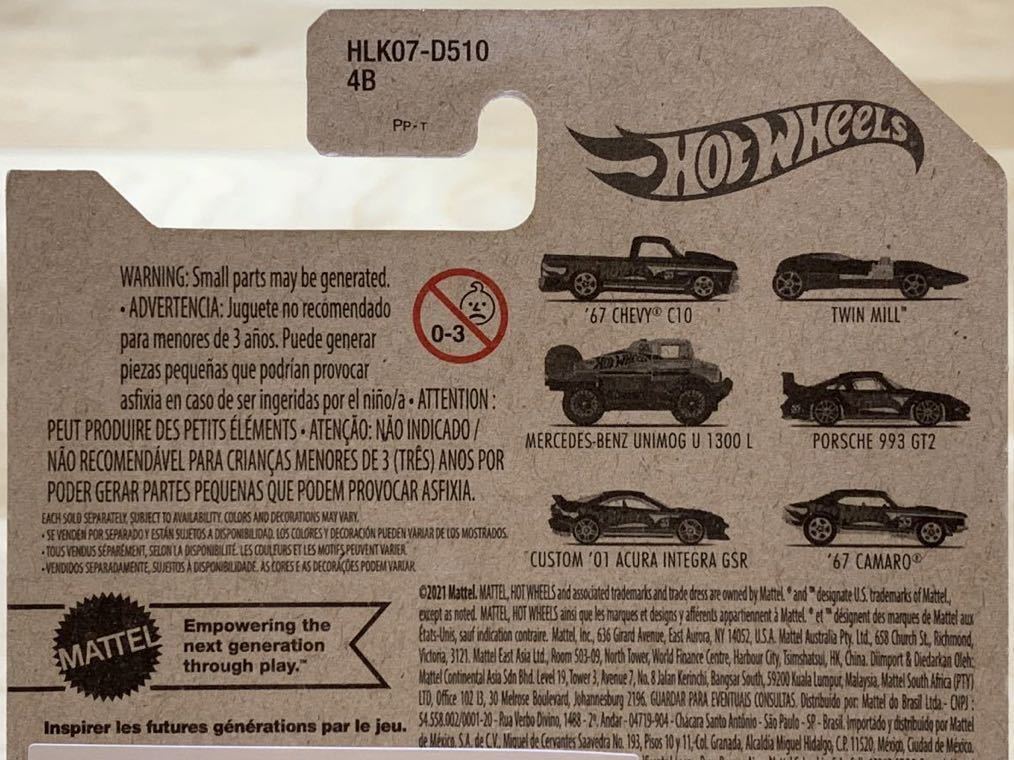 HLK07-D510
4B
PP-T
HOT WHEELS
WARNING: Small parts may be generated.
• ADVERTENCIA: Juguete no recómendado
para menores de 3 años. Puede generar
piezas pequeñas que podrían provocar
asfixia en caso de ser ingeridas por el niño/a • ATTENTION :
PEUT PRODUIRE DES PETITS ÉLÉMENTS • ATENÇÃO: NÃO INDICADO /
NÃO RECOMENDÁVEL PARA CRIANÇAS MENORES DE 3 (TRÊS) ANOS POR
PODER GERAR PARTES PEQUENAS QUE PODEM PROVOCAR ASFIXIA.
0-3
EACH SOLD SEPARATELY, SUBJECT TO AVAILABILITY. COLORS AND DECORATIONS MAY VARY.
• SE VENDEN POR SEPARADO Y ESTÁN SUJETOS A DISPONIBILIDAD. LOS COLORES Y DECORACIÓN PUEDEN VARIAR DE LOS MOSTRADOS.
• TOUS VENDUS SÉPARÉMENT, SELON LA DISPONIBILITÉ. LES COULEURS ET LES MOTIFS PEUVENT VARIER.
• VENDIDOS SEPARADAMENTE, SUJEITOS À DISPONIBILIDADE. AS CORES E AS DECORAÇÕES PODEM VARIAR.
'67 CHEVY® C10
TWIN MILL™
HOT WHEELS
MERCEDES-BENZ UNIMOG U 1300 L
PORSCHE 993 GT2
CUSTOM '01 ACURA INTEGRA GSR
'67 CAMARO®
MATTEL
Empowering the
next generation
through play.™
Inspirer les futures générations par le jeu.
©2021 Mattel. MATTEL, HOT WHEELS and associated trademarks and trade dress are owned by Mattel. ® and ™ designate U.S. trademarks of Mattel,
except as noted. MATTEL, HOT WHEELS ainsi que les marques et designs y afférents appartiennent à Mattel. ® et ™ désignent des marques de Mattel aux
États-Unis, sauf indication contraire. Mattel, Inc., 636 Girard Avenue, East Aurora, NY 14052, U.S.A. Mattel Australia Pty. Ltd., 658 Church St., Richmond,
Victoria, 3121. Mattel East Asia Ltd., Room 503-09, North Tower, World Finance Centre, Harbour City, Tsimshatsui, HK, China. Diimport & Diedarkan Oleh:
Mattel Continental Asia Sdn Bhd. Level 19, Tower 3, Avenue 7, No. 8 Jalan Kerinchi, Bangsar South, 59200 Kuala Lumpur, Malaysia. Mattel South Africa (PTY)
LTD, Office 102 I3, 30 Melrose Boulevard, Johannesburg 2196. GUARDAR PARA EVENTUAIS CONSULTAS. Distribuido por: Mattel do Brasil Ltda.- CNPJ :
54.558.002/0001-20 - Rua Verbo Divino, 1488 - 2º. Andar - 04719-904 - Chácara Santo Antônio - São Paulo - SP - Brasil. Importado y distribuido por Mattel
de México, S.A. de C.V., Miguel de Cervantes Saavedra No. 193, Pisos 10 y 11, Col. Granada, Alcaldía Miguel Hidalgo, C.P. 11520, México, Ciudad de México.